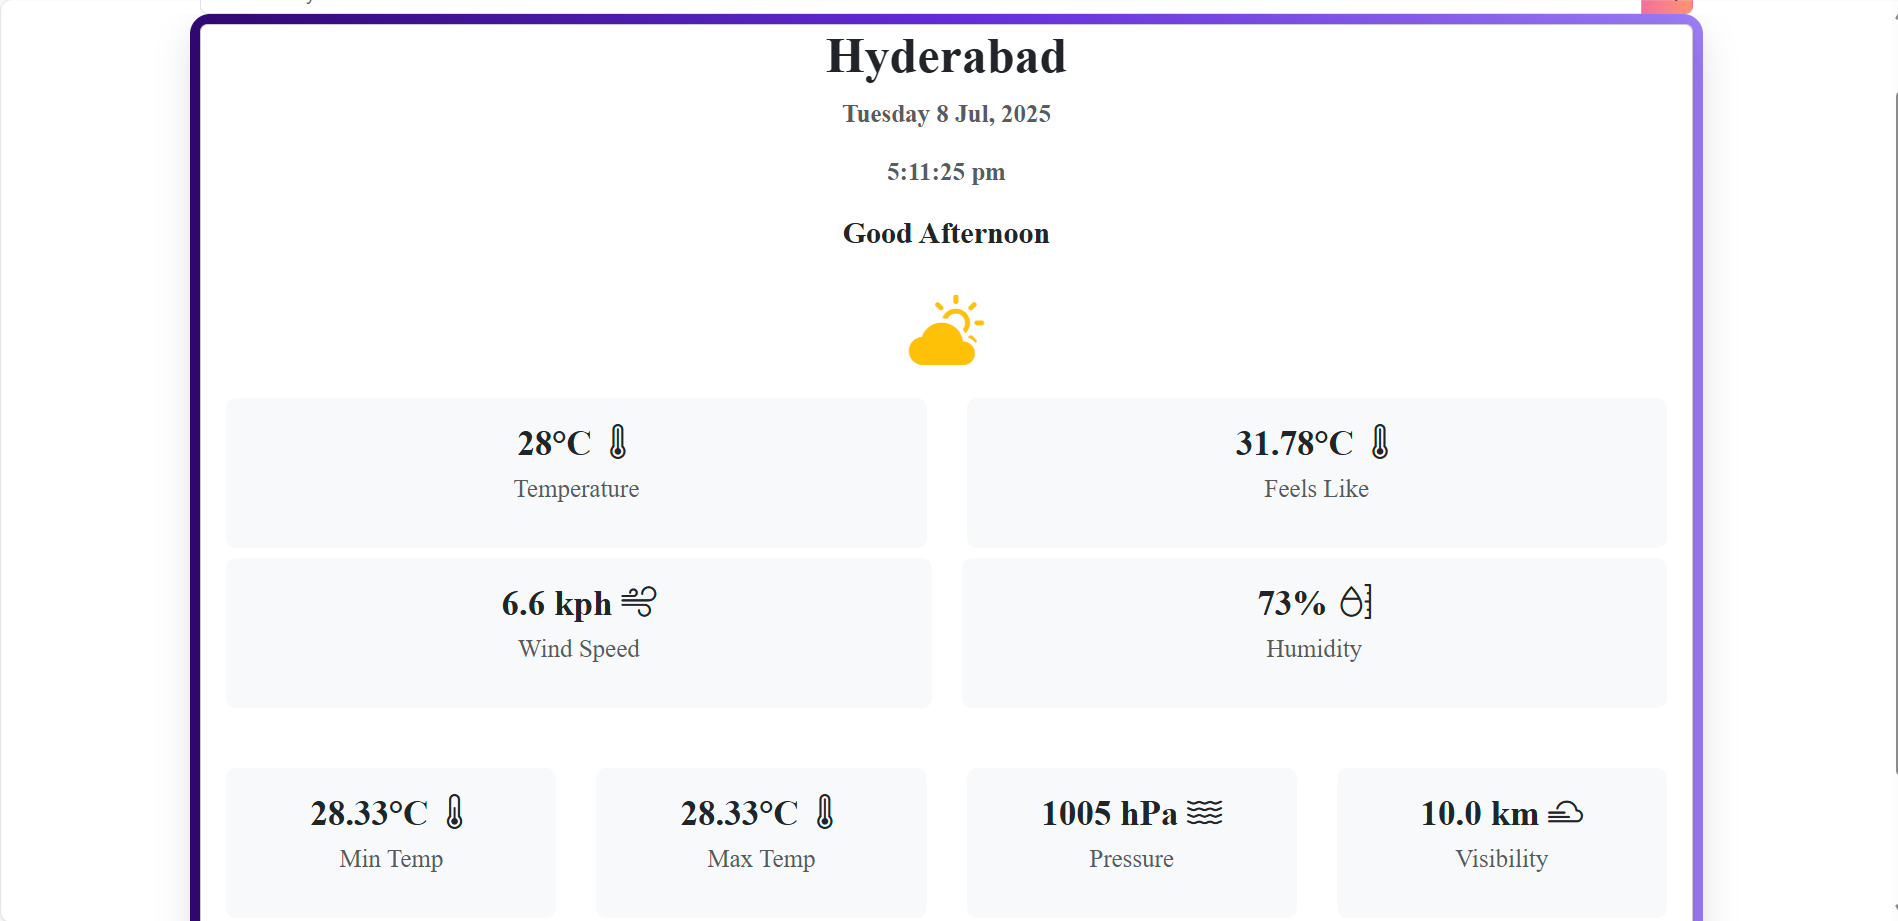 Hyderabad
Tuesday 8 Jul, 2025
5:11:25 pm
Good Afternoon
28°C
Temperature
31.78°C
Feels Like
6.6 kph
Wind Speed
73%
Humidity
28.33°C
Min Temp
28.33°C
Max Temp
1005 hPa
Pressure
10.0 km
Visibility